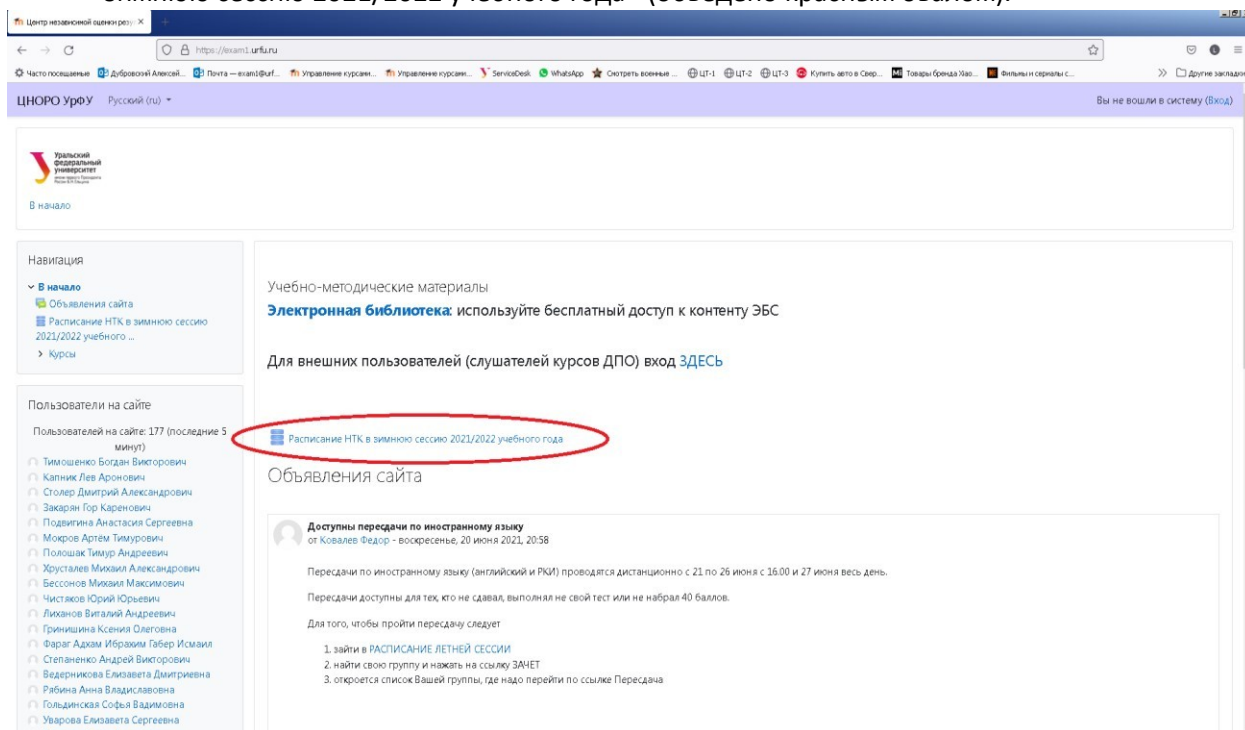 зимнюю сессию 2021/2022 учебного года" (обведено красным овалом).
Центр независимой оценки резу
https://exam1.urfu.ru
Часто посещаемые Дубровский Алексей... Почта — exam1@urf... Управление курсами... Управление курсами... ServiceDesk WhatsApp Смотреть военные ... ЦТ-1 ЦТ-2 ЦТ-3 Купить авто в Свер... Товары бренда Xiao... Фильмы и сериалы с... Другие закладки
ЦНОРО УрФУ Русский (ru)
Вы не вошли в систему (Вход)
Уральский
федеральный
университет
В начало
Навигация
В начало
Объявления сайта
Расписание НТК в зимнюю сессию
2021/2022 учебного ...
Курсы
Пользователи на сайте
Пользователей на сайте: 177 (последние 5
минут)
Тимошенко Богдан Викторович
Капник Лев Аронович
Столер Дмитрий Александрович
Закарян Гор Каренович
Подвигина Анастасия Сергеевна
Мокров Артём Тимурович
Полошак Тимур Андреевич
Хрусталев Михаил Александрович
Бессонов Михаил Максимович
Чистяков Юрий Юрьевич
Лиханов Виталий Андреевич
Гринишина Ксения Олеговна
Фараг Адхам Ибрахим Габер Исмаил
Степаненко Андрей Викторович
Ведерникова Елизавета Дмитриевна
Рябина Анна Владиславовна
Гольдинская Софья Вадимовна
Уварова Елизавета Сергеевна
Учебно-методические материалы
Электронная библиотека: используйте бесплатный доступ к контенту ЭБС
Для внешних пользователей (слушателей курсов ДПО) вход ЗДЕСЬ
Расписание НТК в зимнюю сессию 2021/2022 учебного года
Объявления сайта
Доступны пересдачи по иностранному языку
от Ковалев Федор - воскресенье, 20 июня 2021, 20:58
Пересдачи по иностранному языку (английский и РКИ) проводятся дистанционно с 21 по 26 июня с 16.00 и 27 июня весь день.
Пересдачи доступны для тех, кто не сдавал, выполнял не свой тест или не набрал 40 баллов.
Для того, чтобы пройти пересдачу следует
1. зайти в РАСПИСАНИЕ ЛЕТНЕЙ СЕССИИ
2. найти свою группу и нажать на ссылку ЗАЧЕТ
3. откроется список Вашей группы, где надо перейти по ссылке Пересдача